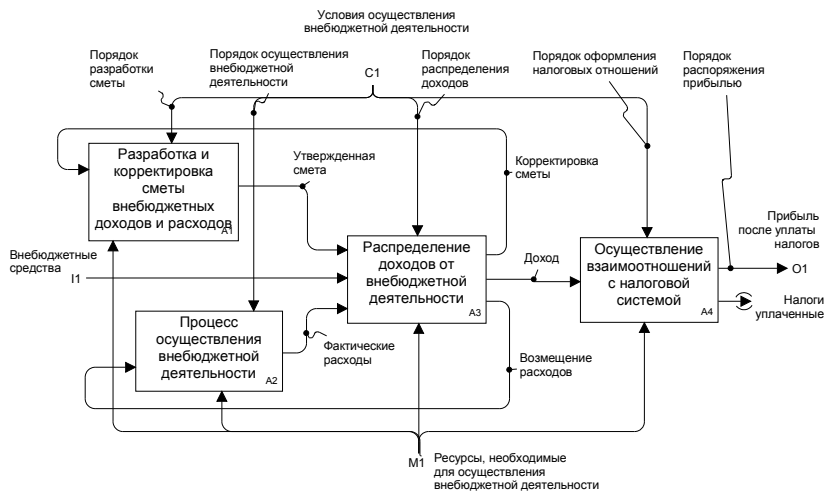 Условия осуществления
внебюджетной деятельности
Порядок
разработки
сметы
Порядок осуществления
внебюджетной
деятельности
C1
Порядок
распределения
доходов
Порядок оформления
налоговых отношений
Порядок
распоряжения
прибылью
Разработка и
корректировка
сметы
внебюджетных
доходов и расходов
A1
Утвержденная
смета
Корректировка
сметы
Внебюджетные
средства
I1
Распределение
доходов от
внебюджетной
деятельности
A3
Доход
Осуществление
взаимоотношений
с налоговой
системой
A4
Прибыль
после уплаты
налогов
O1
Налоги
уплаченные
Процесс
осуществления
внебюджетной
деятельности
A2
Фактические
расходы
Возмещение
расходов
M1
Ресурсы, необходимые
для осуществления
внебюджетной деятельности